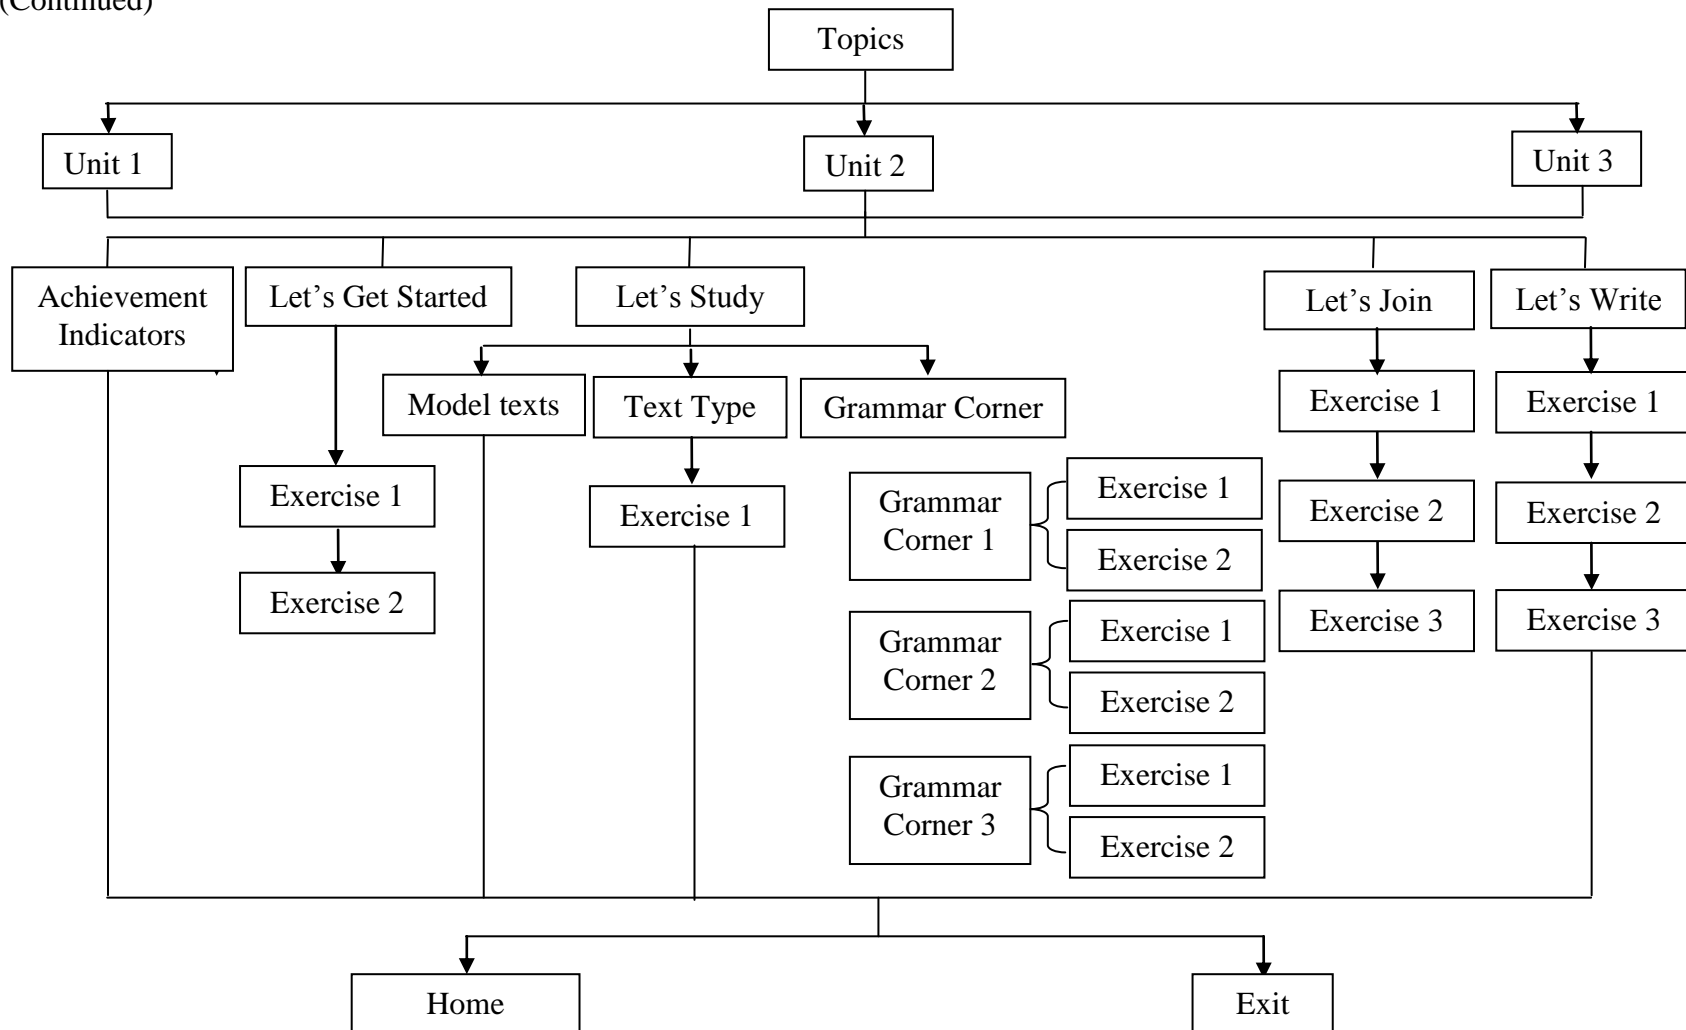 (Continued)
Topics
Unit 1
Unit 2
Unit 3
Achievement
Indicators
Let's Get Started
Let's Study
Let's Join
Let's Write
Model texts
Text Type
Grammar Corner
Exercise 1
Exercise 2
Exercise 1
Grammar
Corner 1
Exercise 1
Exercise 2
Grammar
Corner 2
Exercise 1
Exercise 2
Grammar
Corner 3
Exercise 1
Exercise 2
Exercise 1
Exercise 2
Exercise 3
Exercise 1
Exercise 2
Exercise 3
Home
Exit